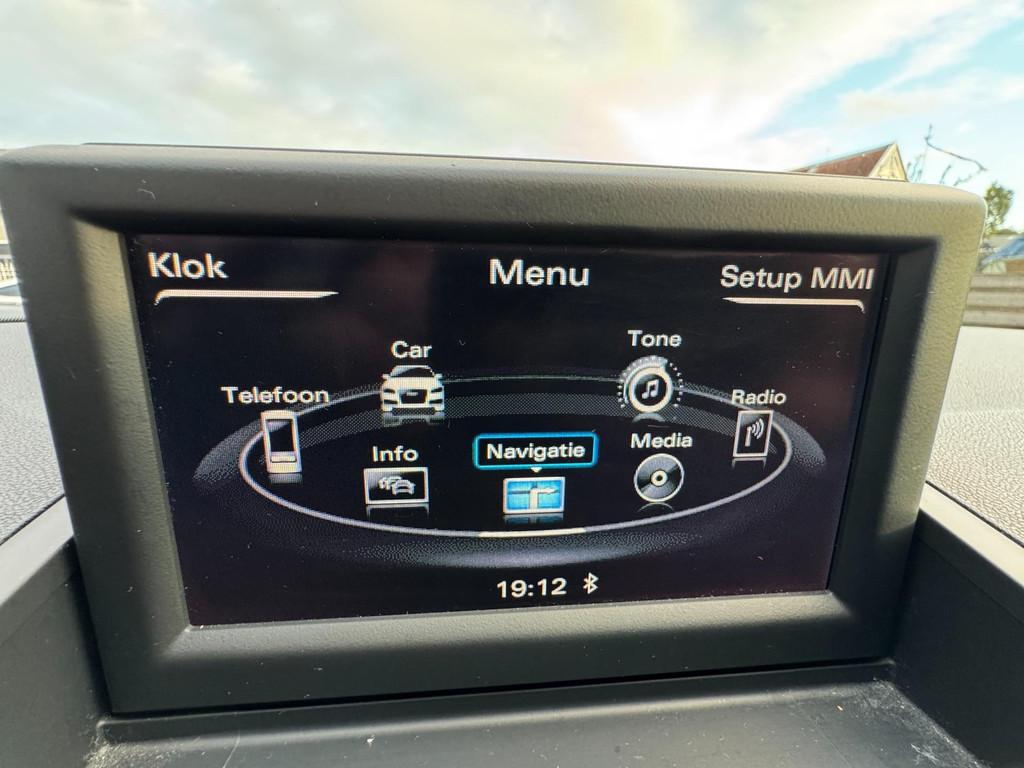 Klok
Menu
Setup MMI
Car
Tone
Telefoon
Radio
Info
Navigatie
Media
19:12